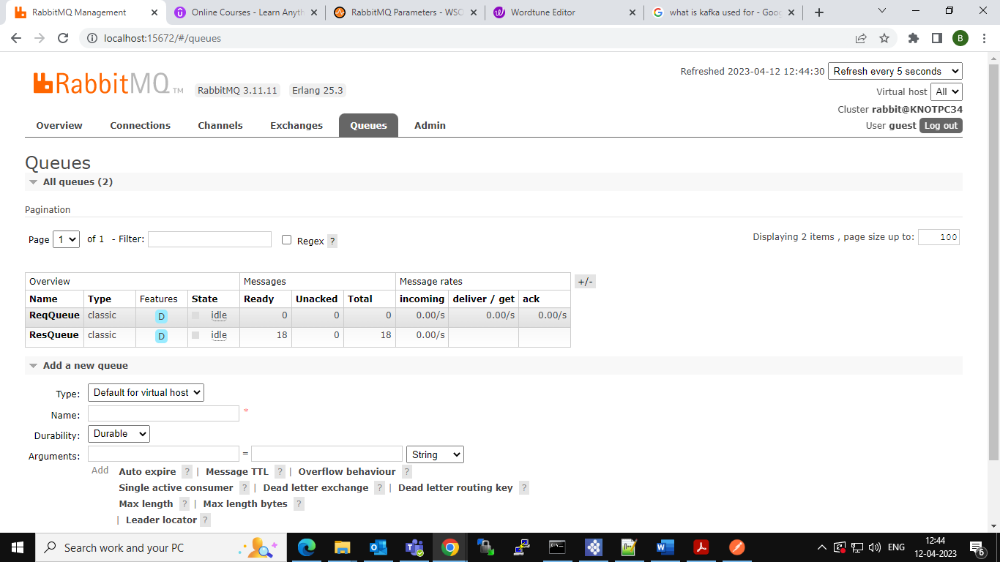 RabbitMQ Management
Online Courses - Learn Anyth
RabbitMQ Parameters - WSO
Wordtune Editor
what is kafka used for - Goog
localhost:15672/#/queues
B
RabbitMQ TM
RabbitMQ 3.11.11 Erlang 25.3
Refreshed 2023-04-12 12:44:30 Refresh every 5 seconds
Virtual host All
Cluster rabbit@KNOTPC34
User guest Log out
Overview Connections Channels Exchanges Queues Admin
Queues
All queues (2)
Pagination
Page 1 of 1 - Filter: Regex ?
Displaying 2 items , page size up to: 100
Overview Messages Message rates +/-
Name Type Features State Ready Unacked Total incoming deliver / get ack
ReqQueue classic D idle 0 0 0 0.00/s 0.00/s 0.00/s
ResQueue classic D idle 18 0 18 0.00/s
Add a new queue
Type: Default for virtual host
Name: *
Durability: Durable
Arguments: = String
Add Auto expire ? | Message TTL ? | Overflow behaviour ?
Single active consumer ? | Dead letter exchange ? | Dead letter routing key ?
Max length ? | Max length bytes ?
| Leader locator ?
Search work and your PC
ENG
12:44
12-04-2023
6